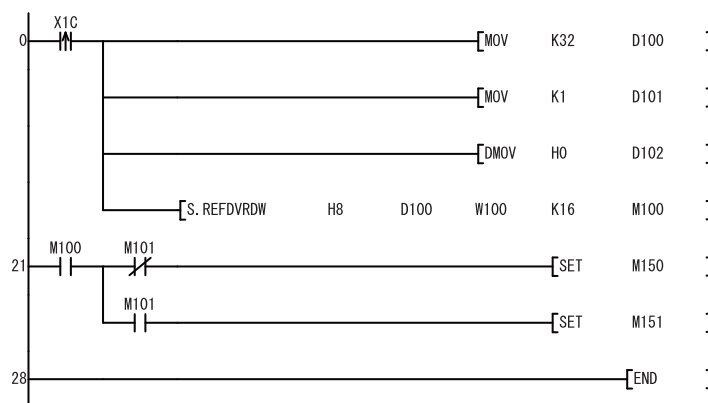 X1C
0 [MOV K32 D100 ]
[MOV K1 D101 ]
[DMOV H0 D102 ]
[S.REFDVRDW H8 D100 W100 K16 M100 ]
M100 M101
21 [SET M150 ]
M101
[SET M151 ]
28 [END ]